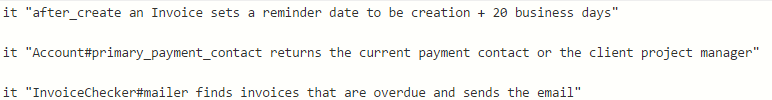 it "after_create an Invoice sets a reminder date to be creation + 20 business days"
it "Account#primary_payment_contact returns the current payment contact or the client project manager"
it "InvoiceChecker#mailer finds invoices that are overdue and sends the email"